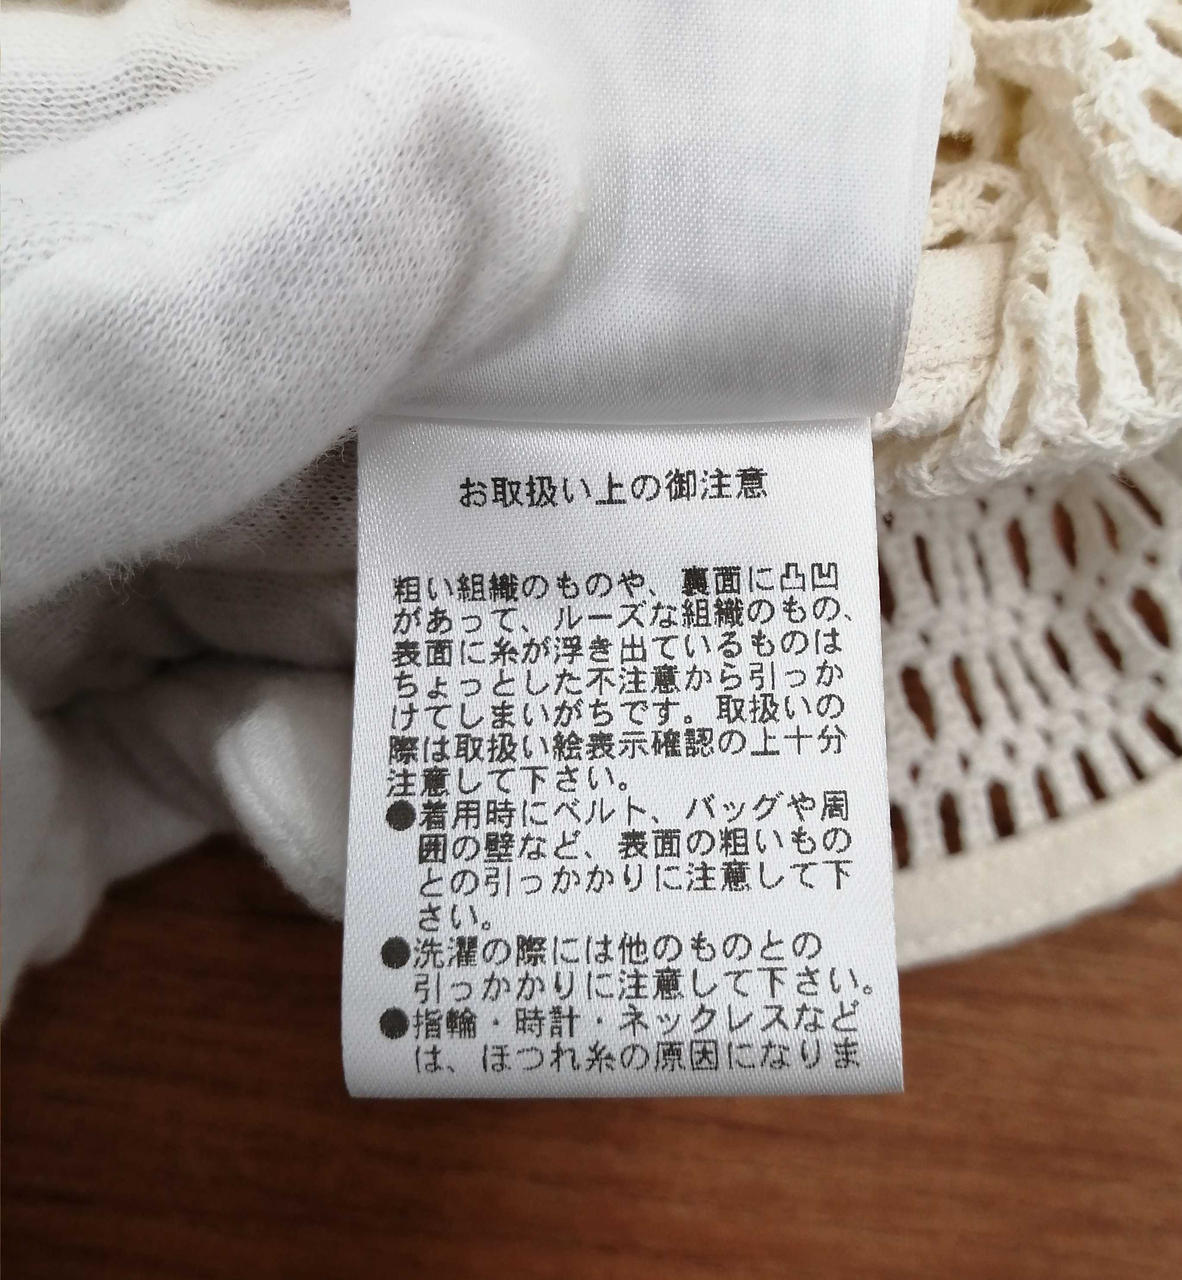 お取扱い上の御注意
粗い組織のものや、裏面に凸凹
があって、ルーズな組織のもの、
表面に糸が浮き出ているものは
ちょっとした不注意から引っか
けてしまいがちです。取扱いの
際は取扱い絵表示確認の上十分
注意して下さい。
●着用時にベルト、バッグや周
囲の壁など、表面の粗いもの
との引っかかりに注意して下
さい。
●洗濯の際には他のものとの
引っかかりに注意して下さい。
●指輪・時計・ネックレスなど
は、ほつれ糸の原因になりま